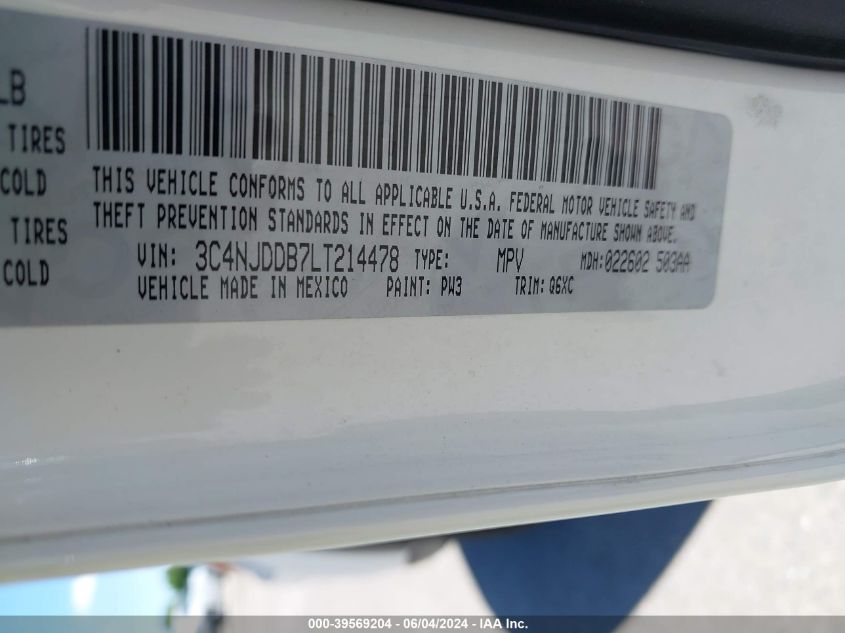 LB
TIRES
COLD
TIRES
COLD
THIS VEHICLE CONFORMS TO ALL APPLICABLE U.S.A. FEDERAL MOTOR VEHICLE SAFETY AND
THEFT PREVENTION STANDARDS IN EFFECT ON THE DATE OF MANUFACTURE SHOWN ABOVE.
VIN: 3C4NJDDB7LT214478 TYPE: MPV MDH:022602 503AA
VEHICLE MADE IN MEXICO PAINT: PW3 TRIM: Q6XC
000-39569204 - 06/04/2024 - IAA Inc.